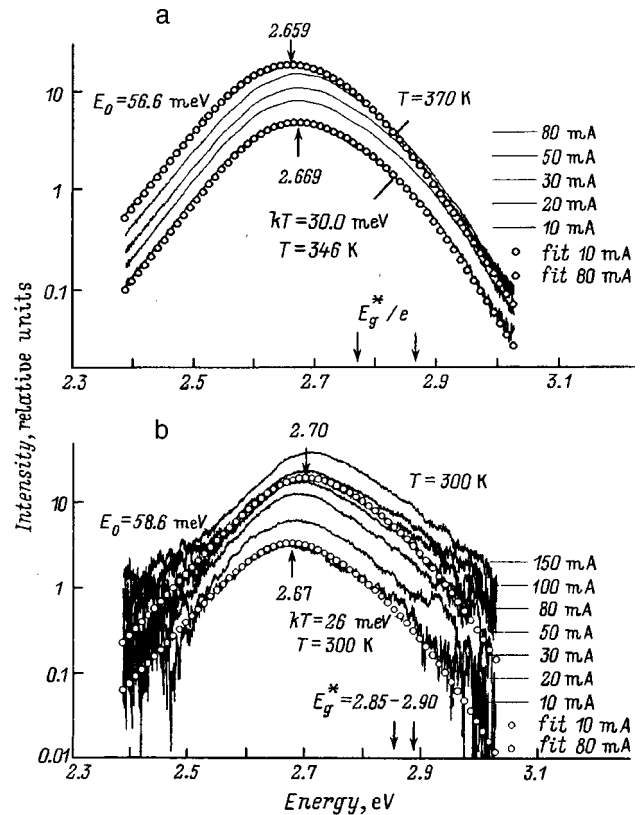 a
2.659
10
E₀=56.6 meV
T=370 K
80 mA
50 mA
1
2.669
30 mA
20 mA
kT=30.0 meV
10 mA
T=346 K
fit 10 mA
0.1
fit 80 mA
E*g/e
2.3 2.5 2.7 2.9 3.1
Intensity, relative units
b
2.70
T=300 K
10
E₀=58.6 meV
150 mA
1
2.67
100 mA
kT=26 meV
80 mA
T=300 K
50 mA
0.1
30 mA
E*g=2.85-2.90
20 mA
10 mA
fit 10 mA
0.01
fit 80 mA
2.3 2.5 2.7 2.9 3.1
Energy, eV